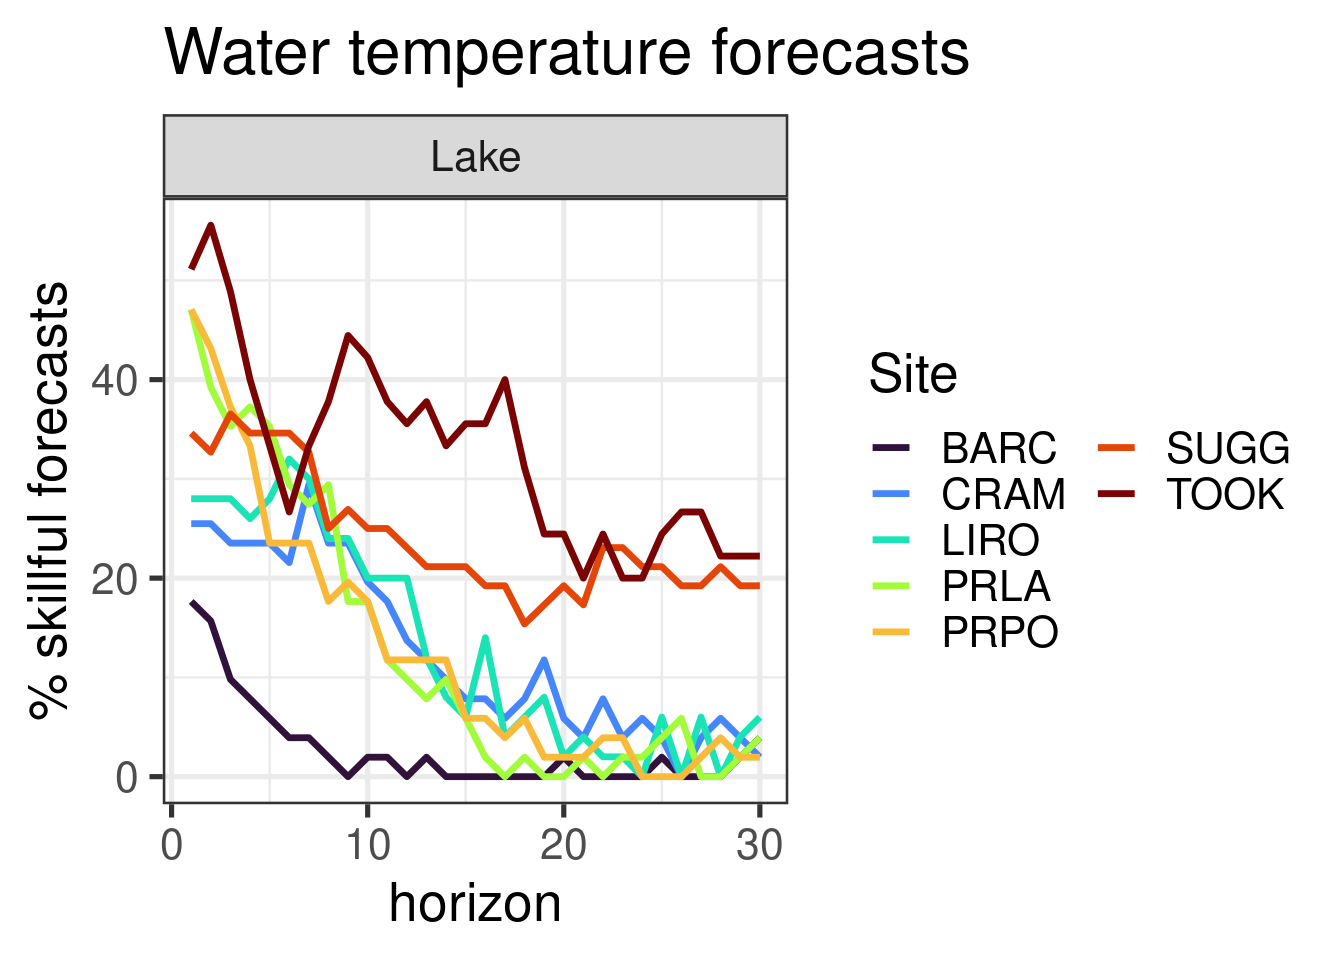 Water temperature forecasts
Lake
% skillful forecasts
40
20
0
0 10 20 30
horizon
Site
BARC SUGG
CRAM TOOK
LIRO
PRLA
PRPO